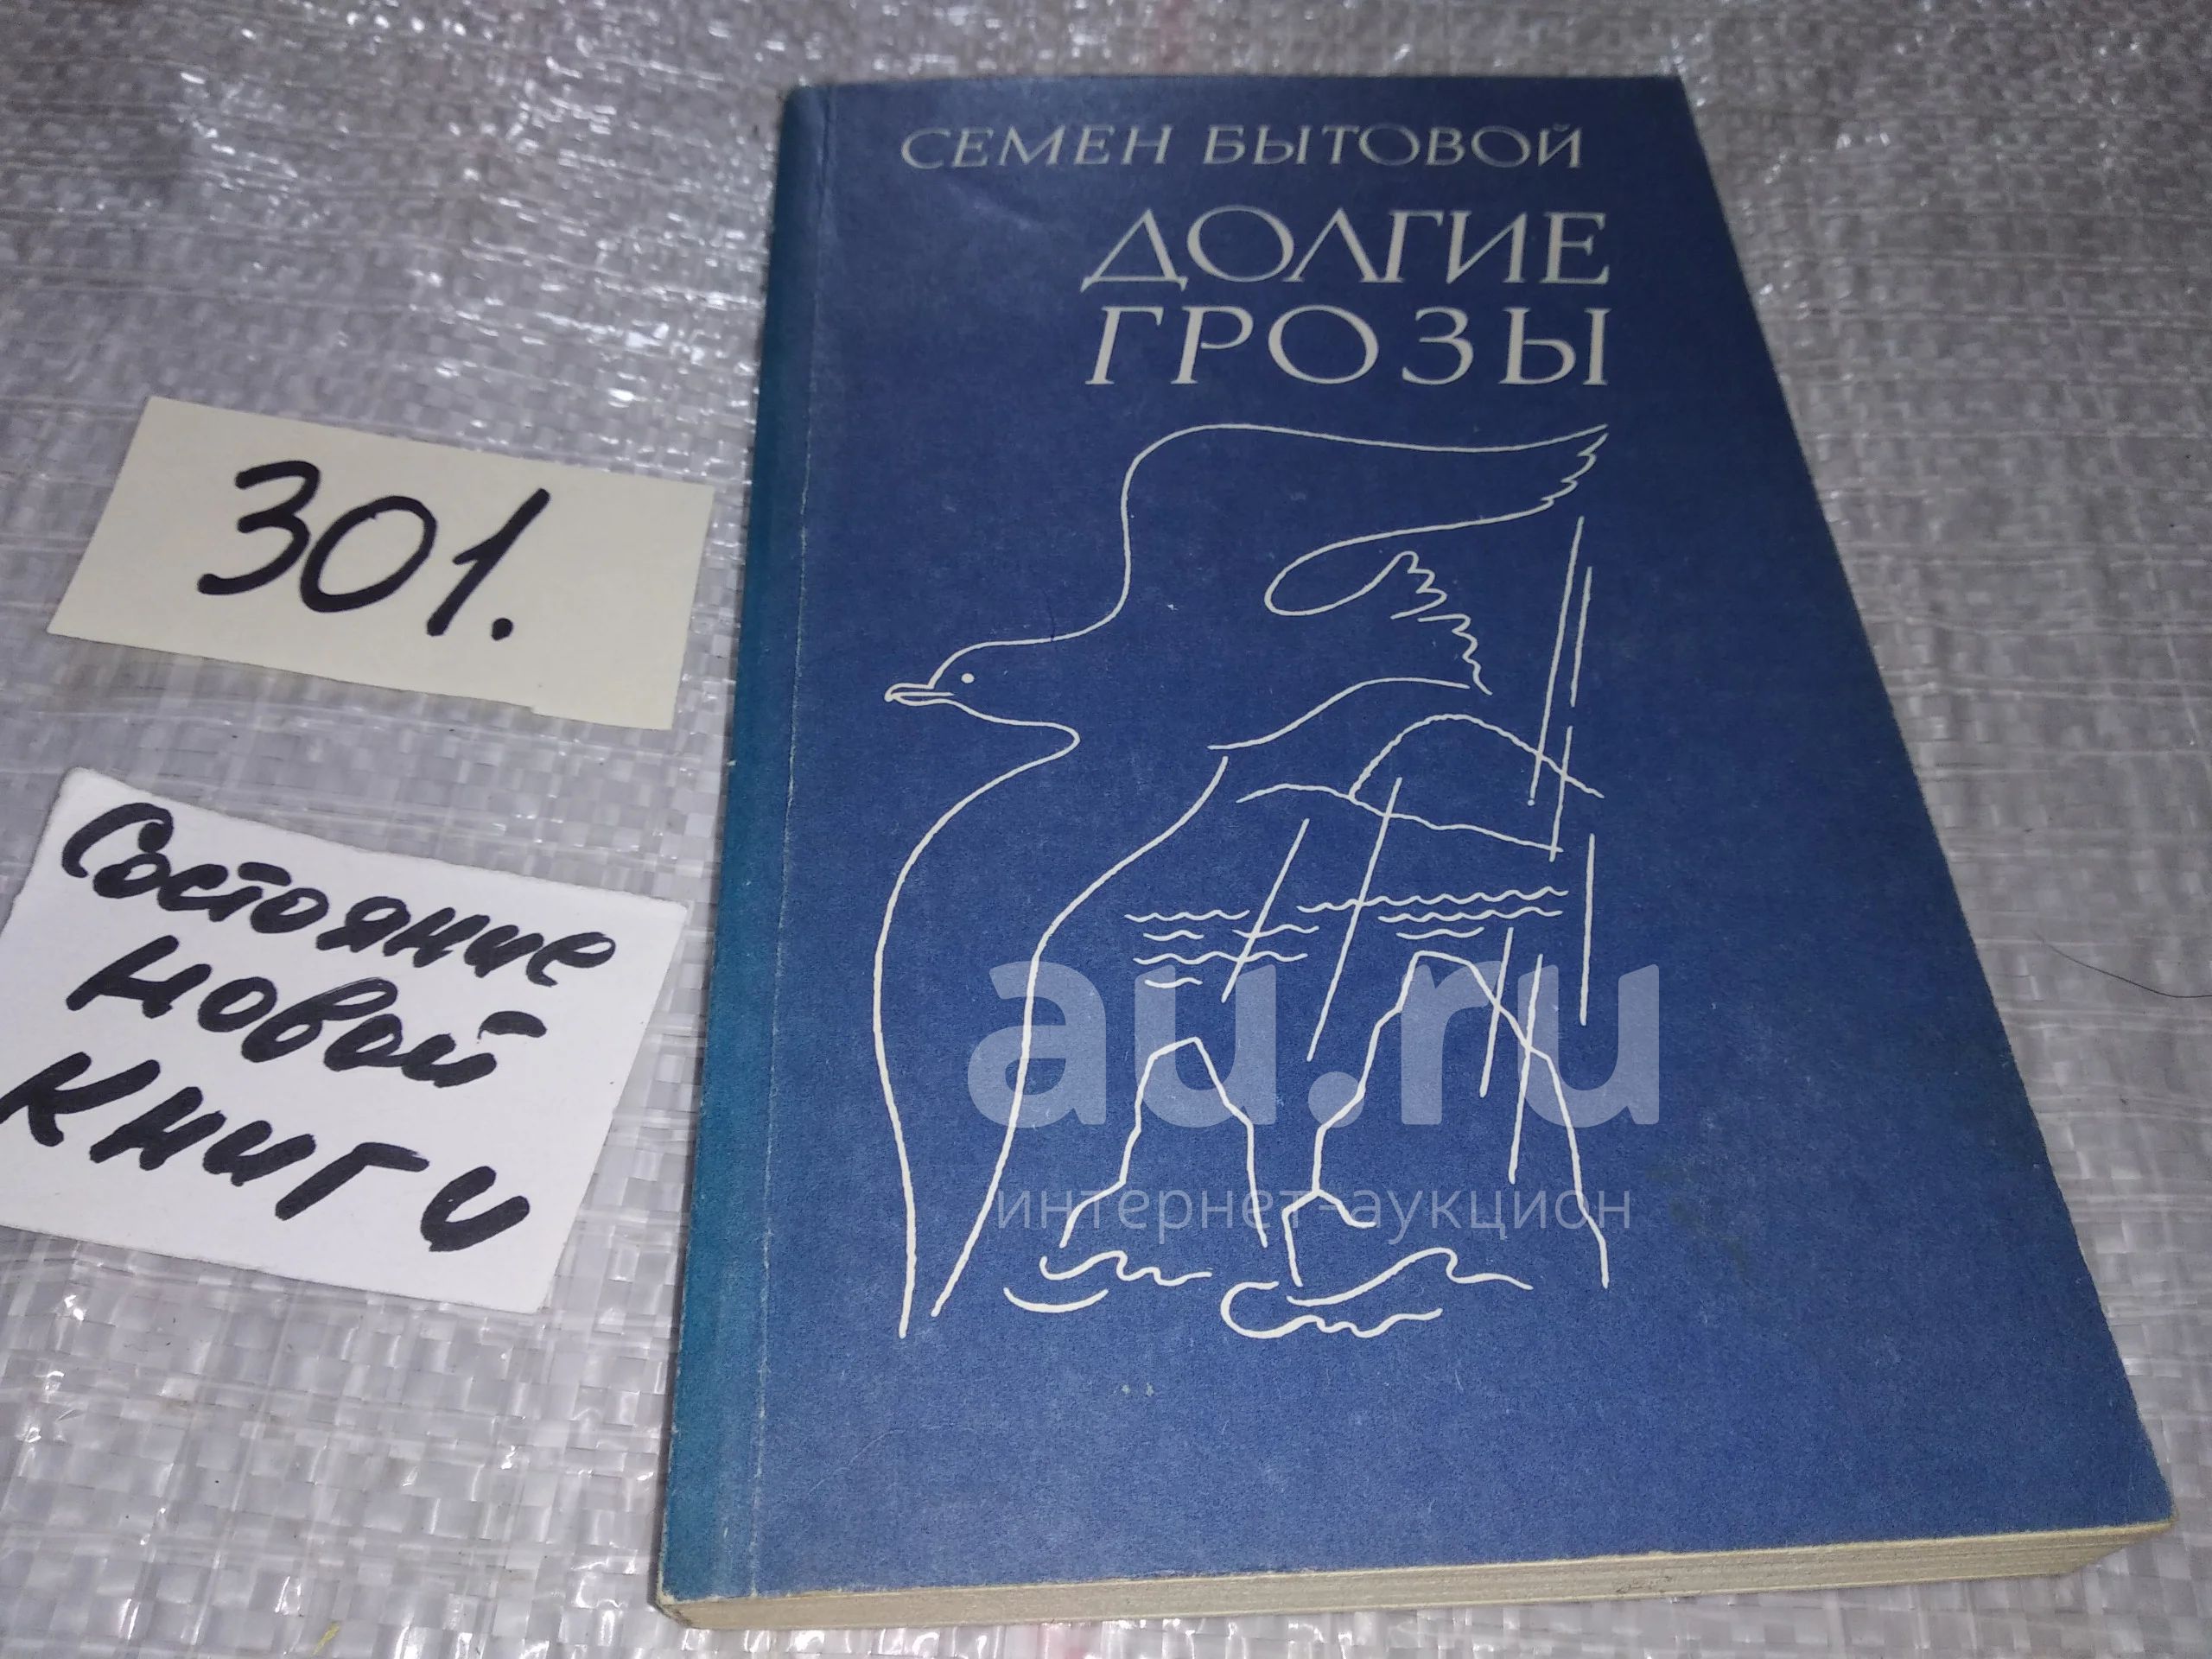 СЕМЕН БЫТОВОЙ
ДОЛГИЕ
ГРОЗЫ
301.
Состояние
новой
книги
au.ru
интернет-аукцион